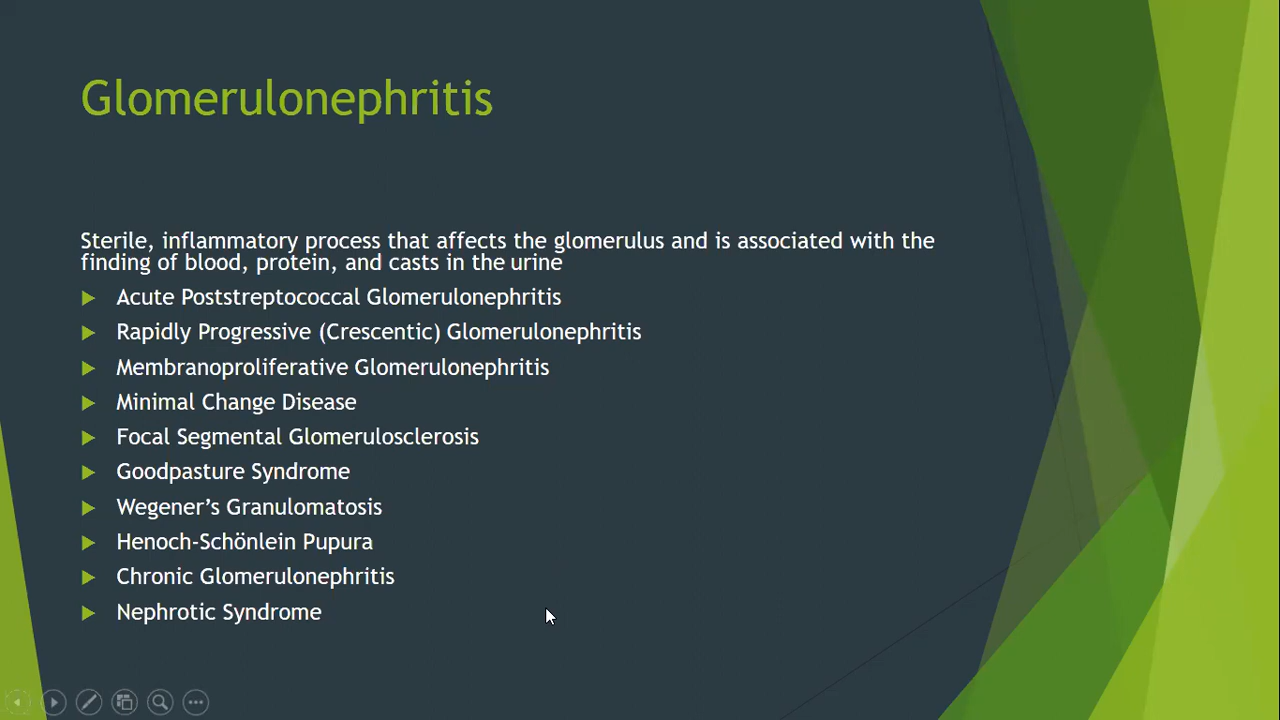 Glomerulonephritis
Sterile, inflammatory process that affects the glomerulus and is associated with the
finding of blood, protein, and casts in the urine
Acute Poststreptococcal Glomerulonephritis
Rapidly Progressive (Crescentic) Glomerulonephritis
Membranoproliferative Glomerulonephritis
Minimal Change Disease
Focal Segmental Glomerulosclerosis
Goodpasture Syndrome
Wegener’s Granulomatosis
Henoch-Schönlein Pupura
Chronic Glomerulonephritis
Nephrotic Syndrome